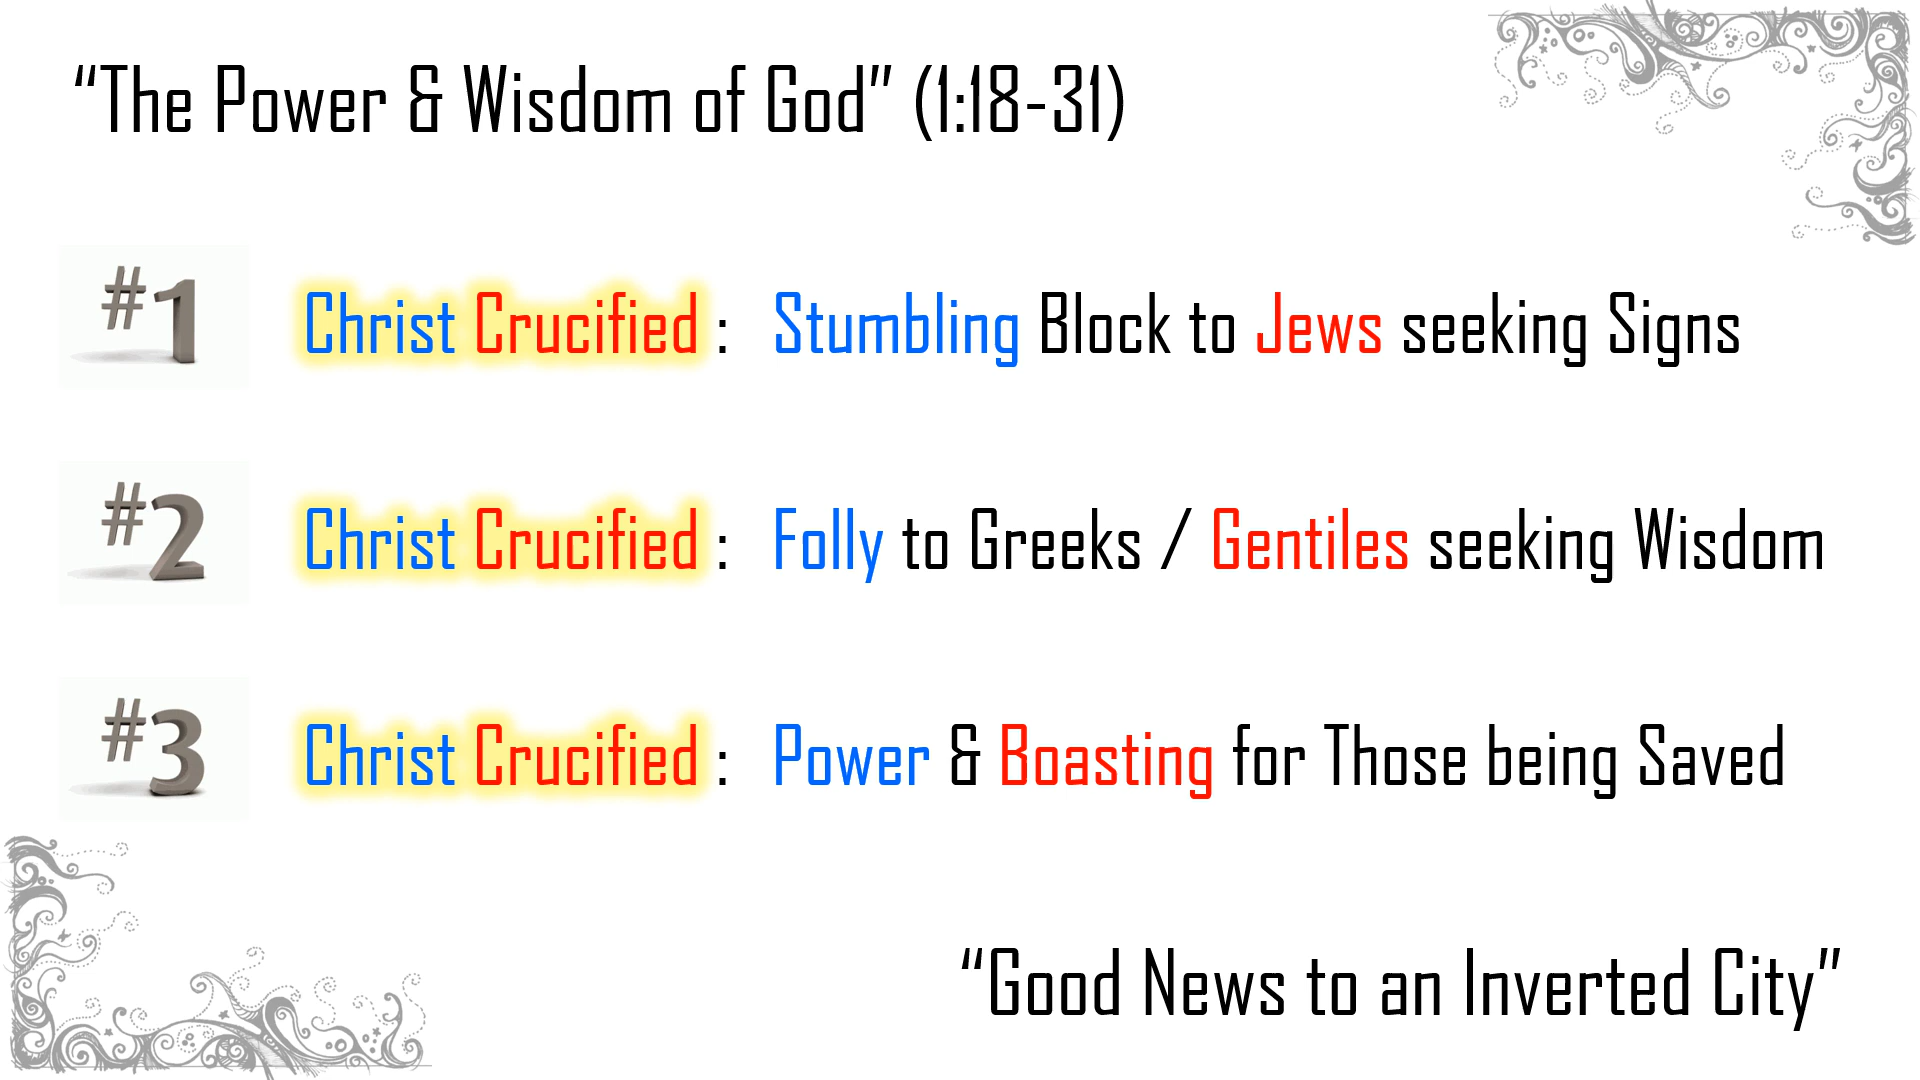 “The Power & Wisdom of God” (1:18-31)
#1 Christ Crucified : Stumbling Block to Jews seeking Signs
#2 Christ Crucified : Folly to Greeks / Gentiles seeking Wisdom
#3 Christ Crucified : Power & Boasting for Those being Saved
“Good News to an Inverted City”